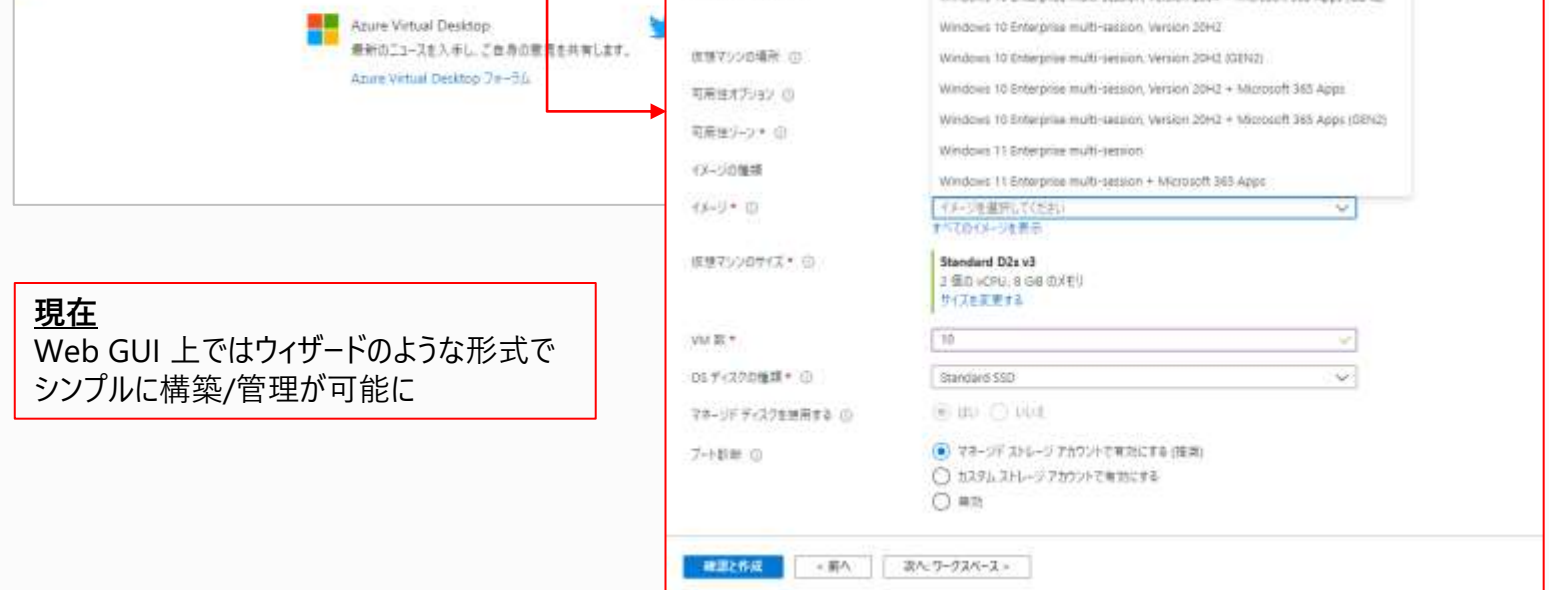 Azure Virtual Desktop
最新のニュースを入手し、ご自身の意見を共有します。
Azure Virtual Desktop フォーラム
現在
Web GUI 上ではウィザードのような形式で
シンプルに構築/管理が可能に
Windows 10 Enterprise multi-session, Version 20H2
Windows 10 Enterprise multi-session, Version 20H2 (GEN2)
Windows 10 Enterprise multi-session, Version 20H2 + Microsoft 365 Apps
Windows 10 Enterprise multi-session, Version 20H2 + Microsoft 365 Apps (GEN2)
Windows 11 Enterprise multi-session
Windows 11 Enterprise multi-session + Microsoft 365 Apps
仮想マシンの場所
可用性オプション
可用性ゾーン *
イメージの種類
イメージ *
イメージを選択してください
すべてのイメージを表示
仮想マシンのサイズ *
Standard D2s v3
2 個の vCPU, 8 GiB のメモリ
サイズを変更する
VM 数 *
10
OS ディスクの種類 *
Standard SSD
マネージド ディスクを使用する
はい
いいえ
ブート診断
マネージド ストレージ アカウントで有効にする (推奨)
カスタム ストレージ アカウントで有効にする
無効
確認と作成
< 前へ
次へ: ワークスペース >